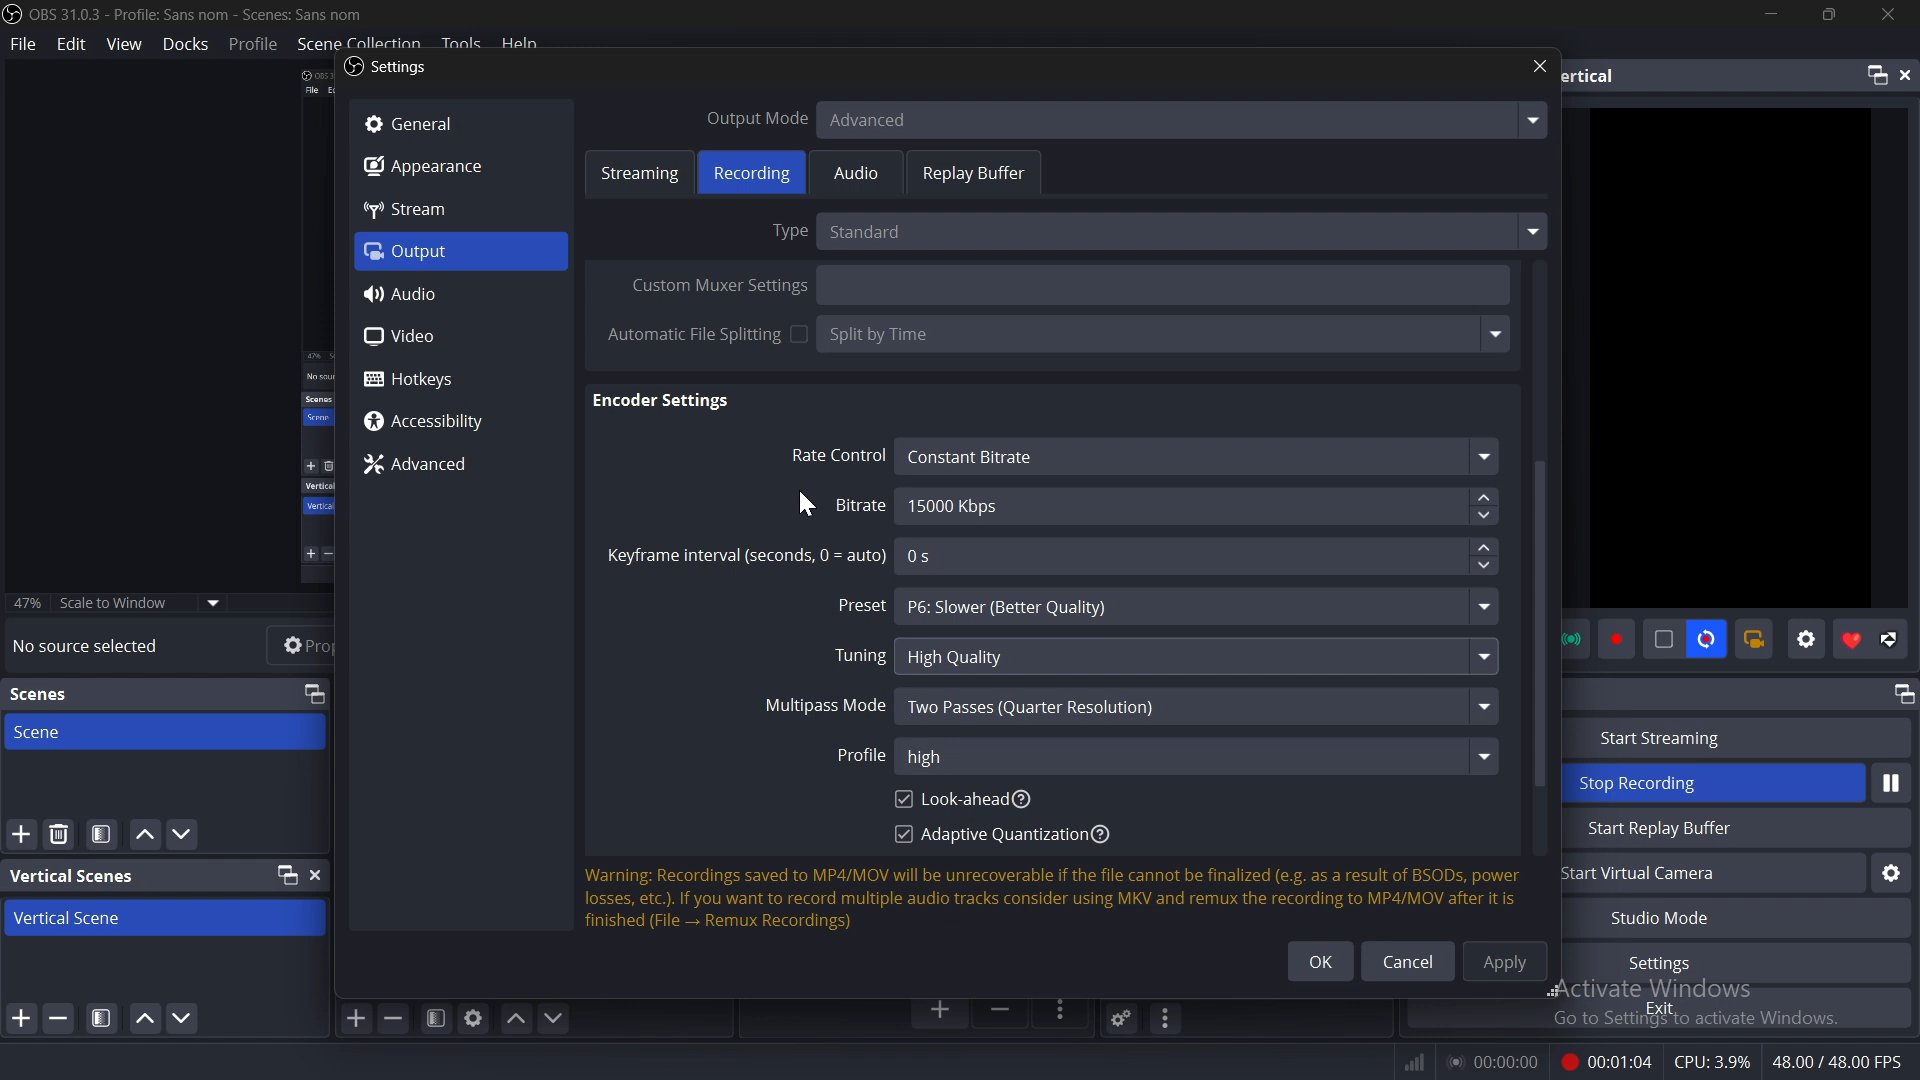 OBS 31.0.3 - Profile: Sans nom - Scenes: Sans nom
File Edit View Docks Profile Scene Collection Tools Help
Settings
ertical
General
Appearance
Stream
Output
Audio
Video
Hotkeys
Accessibility
Advanced
Output Mode Advanced
Streaming Recording Audio Replay Buffer
Type Standard
Custom Muxer Settings
Automatic File Splitting Split by Time
Encoder Settings
Rate Control Constant Bitrate
Bitrate 15000 Kbps
Keyframe interval (seconds, 0 = auto) 0 s
Preset P6: Slower (Better Quality)
Tuning High Quality
Multipass Mode Two Passes (Quarter Resolution)
Profile high
Look-ahead
Adaptive Quantization
Warning: Recordings saved to MP4/MOV will be unrecoverable if the file cannot be finalized (e.g. as a result of BSODs, power
losses, etc.). If you want to record multiple audio tracks consider using MKV and remux the recording to MP4/MOV after it is
finished (File → Remux Recordings)
OK Cancel Apply
47% Scale to Window
No source selected
Prop
Scenes
Scene
Vertical Scenes
Vertical Scene
Start Streaming
Stop Recording
Start Replay Buffer
Start Virtual Camera
Studio Mode
Settings
Exit
Activate Windows
Go to Settings to activate Windows.
00:00:00 00:01:04 CPU: 3.9% 48.00 / 48.00 FPS